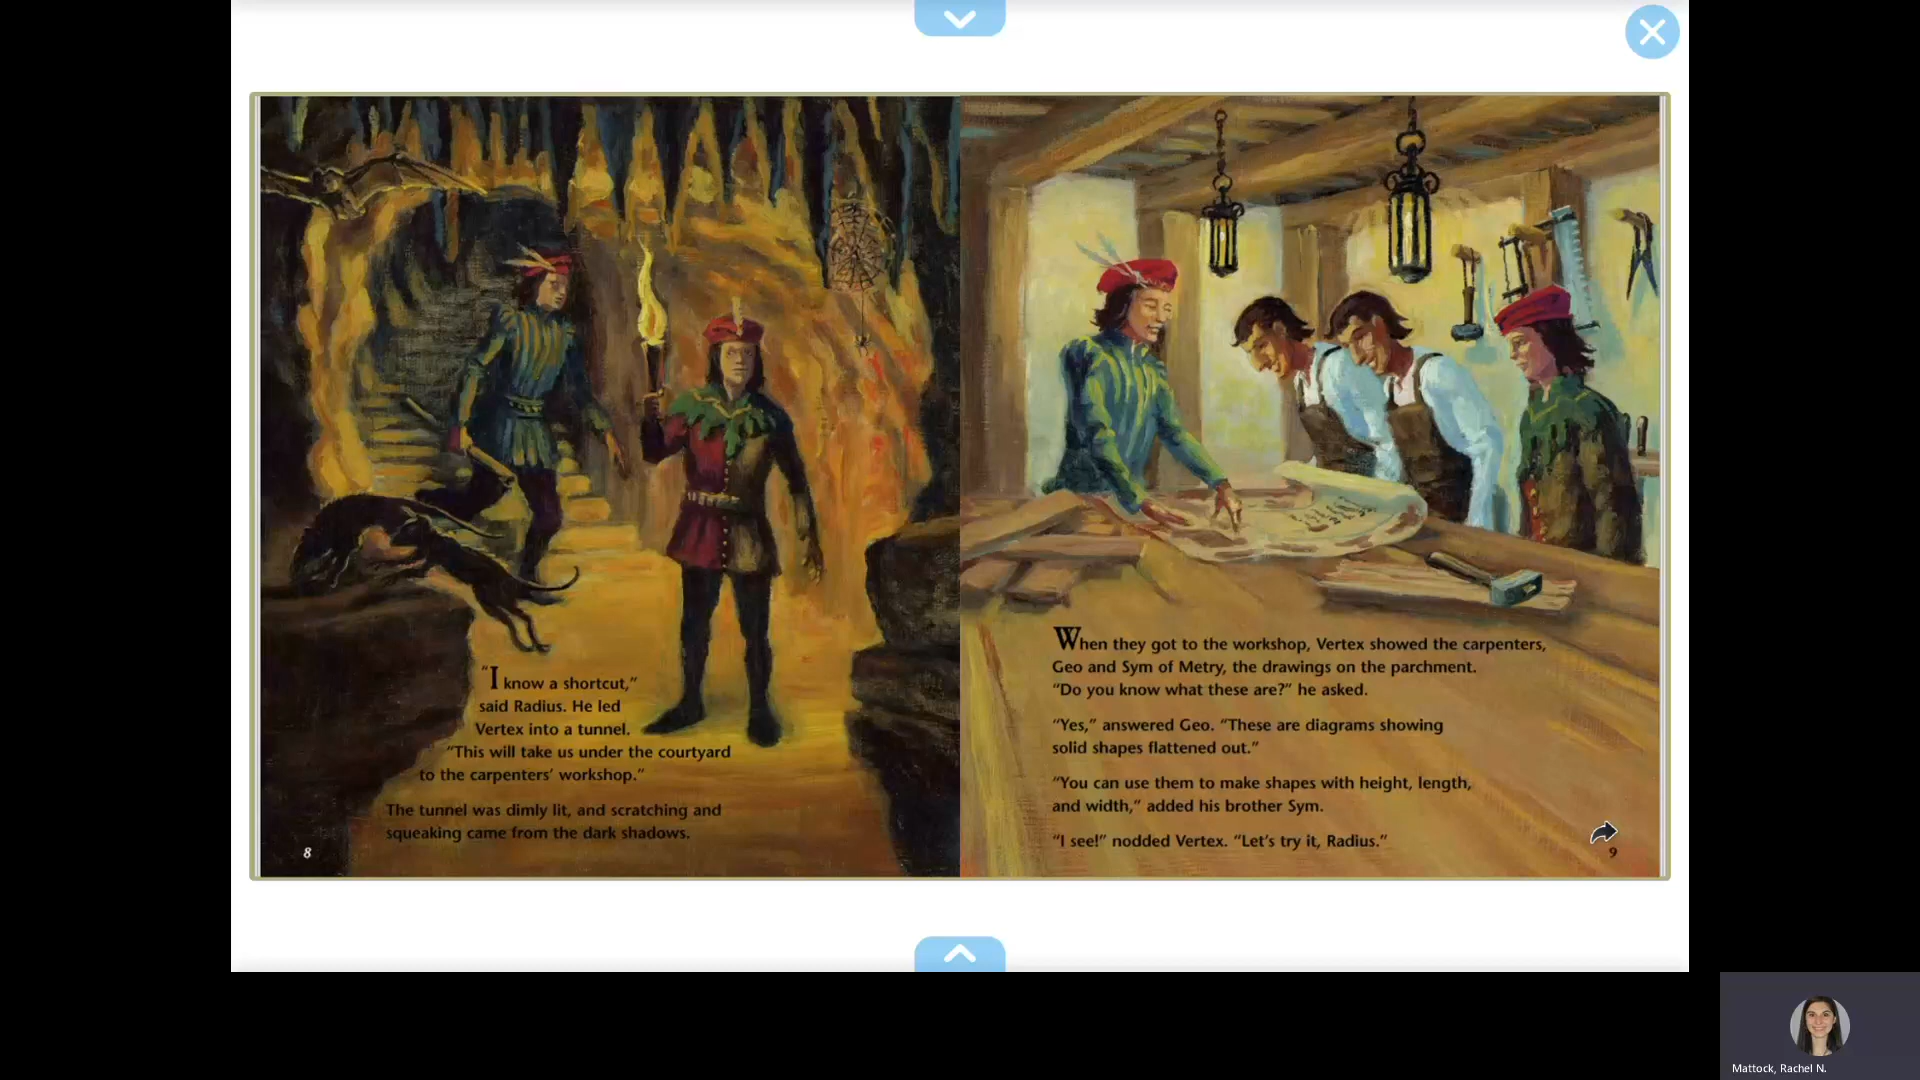 “I know a shortcut,”
said Radius. He led
Vertex into a tunnel.
“This will take us under the courtyard
to the carpenters’ workshop.”
The tunnel was dimly lit, and scratching and
squeaking came from the dark shadows.
8
When they got to the workshop, Vertex showed the carpenters,
Geo and Sym of Metry, the drawings on the parchment.
“Do you know what these are?” he asked.
“Yes,” answered Geo. “These are diagrams showing
solid shapes flattened out.”
“You can use them to make shapes with height, length,
and width,” added his brother Sym.
“I see!” nodded Vertex. “Let’s try it, Radius.”
9
Mattock, Rachel N.